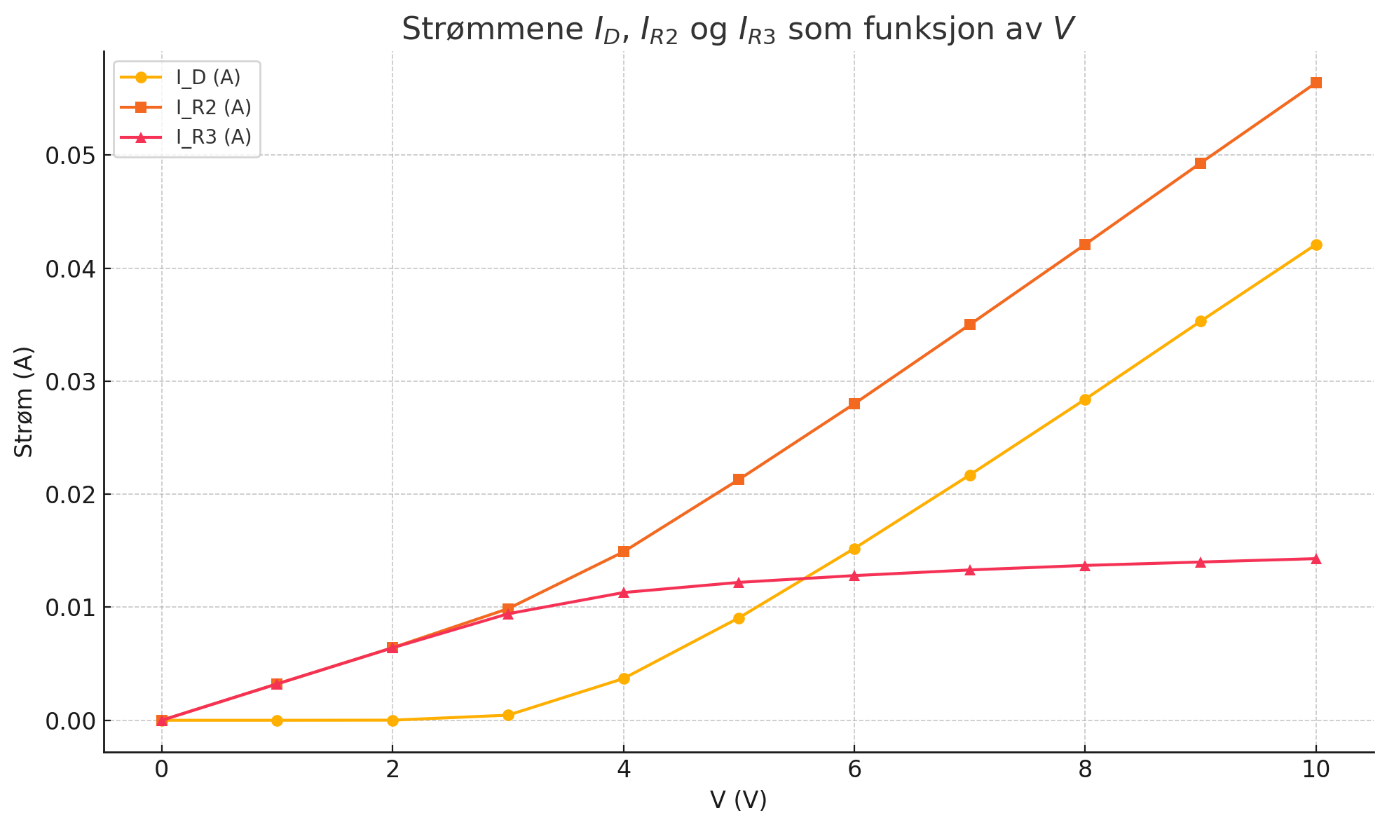 Strømmene I_D, I_R2 og I_R3 som funksjon av V
I_D (A)
I_R2 (A)
I_R3 (A)
Strøm (A)
0.05
0.04
0.03
0.02
0.01
0.00
0 2 4 6 8 10
V (V)